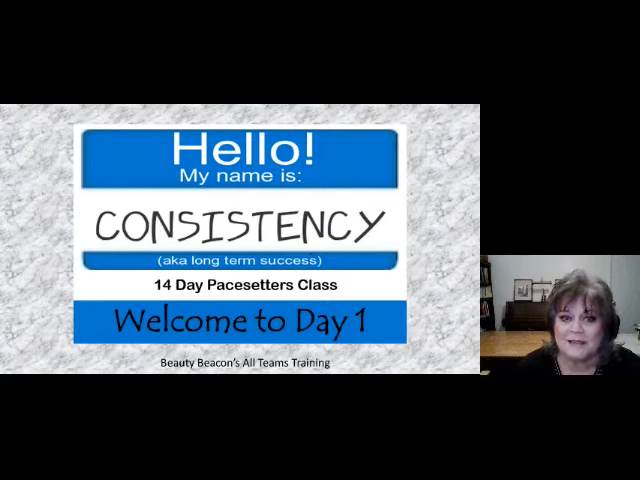 Hello!
My name is:
CONSISTENCY
(aka long term success)
14 Day Pacesetters Class
Welcome to Day 1
Beauty Beacon's All Teams Training